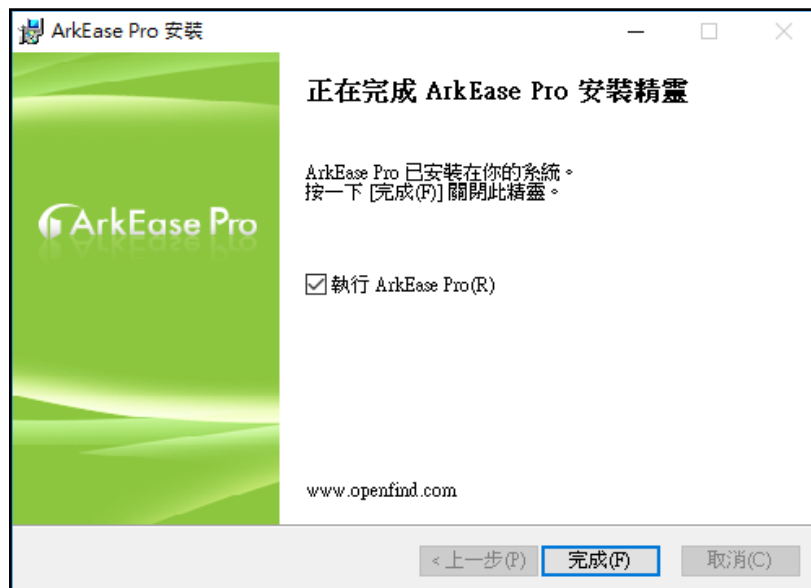 ArkEase Pro 安裝
正在完成 ArkEase Pro 安裝精靈
ArkEase Pro 已安裝在你的系統。
按一下 [完成(F)] 關閉此精靈。
ArkEase Pro
執行 ArkEase Pro(R)
www.openfind.com
<上一步(P)
完成(F)
取消(C)